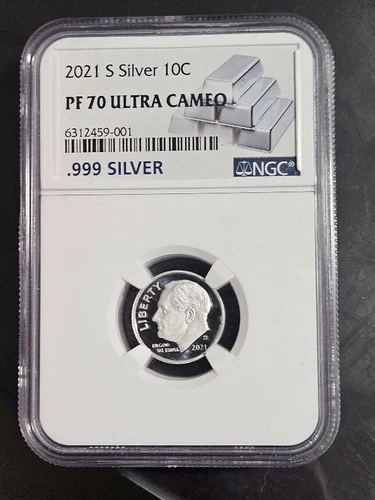 2021 S Silver 10C
PF 70 ULTRA CAMEO
6312459-001
.999 SILVER
NGC
LIBERTY
2021